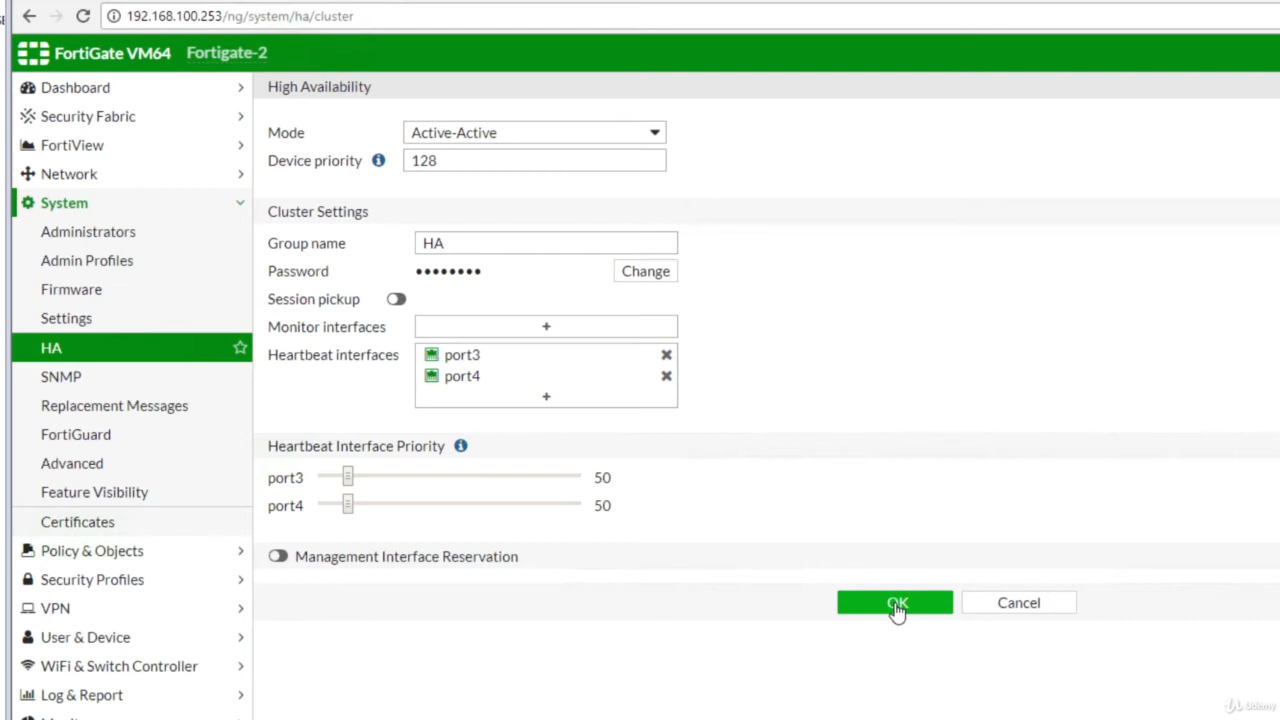 192.168.100.253/ng/system/ha/cluster
FortiGate VM64 Fortigate-2
Dashboard
Security Fabric
FortiView
Network
System
Administrators
Admin Profiles
Firmware
Settings
HA
SNMP
Replacement Messages
FortiGuard
Advanced
Feature Visibility
Certificates
Policy & Objects
Security Profiles
VPN
User & Device
WiFi & Switch Controller
Log & Report
High Availability
Mode Active-Active
Device priority 128
Cluster Settings
Group name HA
Password •••••••• Change
Session pickup
Monitor interfaces +
Heartbeat interfaces port3
port4
+
Heartbeat Interface Priority
port3 50
port4 50
Management Interface Reservation
OK Cancel
Udemy